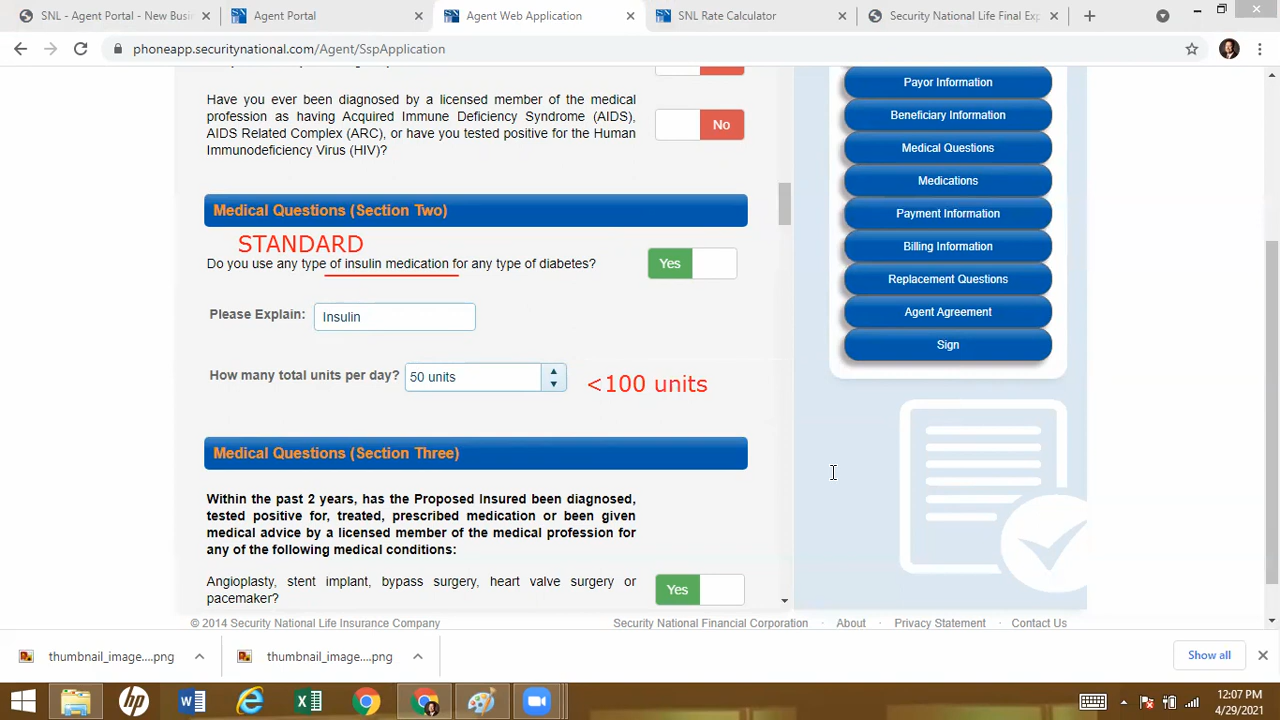 SNL - Agent Portal - New Busi
Agent Portal
Agent Web Application
SNL Rate Calculator
Security National Life Final Exp
phoneapp.securitynational.com/Agent/SspApplication
Have you ever been diagnosed by a licensed member of the medical
profession as having Acquired Immune Deficiency Syndrome (AIDS),
AIDS Related Complex (ARC), or have you tested positive for the Human
Immunodeficiency Virus (HIV)?
No
Medical Questions (Section Two)
STANDARD
Do you use any type of insulin medication for any type of diabetes?
Yes
Please Explain:
Insulin
How many total units per day?
50 units
<100 units
Medical Questions (Section Three)
Within the past 2 years, has the Proposed Insured been diagnosed,
tested positive for, treated, prescribed medication or been given
medical advice by a licensed member of the medical profession for
any of the following medical conditions:
Angioplasty, stent implant, bypass surgery, heart valve surgery or
pacemaker?
Yes
Payor Information
Beneficiary Information
Medical Questions
Medications
Payment Information
Billing Information
Replacement Questions
Agent Agreement
Sign
© 2014 Security National Life Insurance Company
Security National Financial Corporation · About · Privacy Statement · Contact Us
thumbnail_image....png
thumbnail_image....png
Show all
12:07 PM
4/29/2021